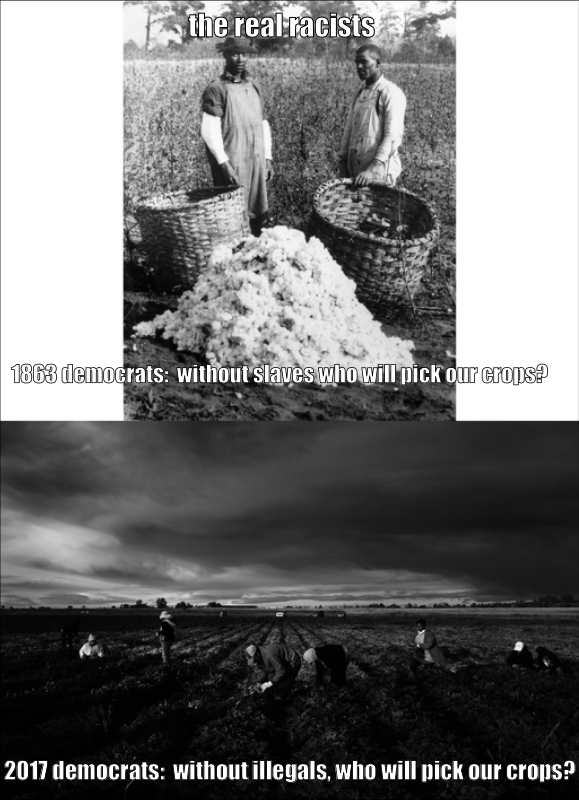 the real racists
1863 democrats:  without slaves who will pick our crops?
2017 democrats:  without illegals, who will pick our crops?